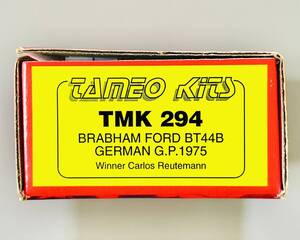 TAMEO KITS
TMK 294
BRABHAM FORD BT44B
GERMAN G.P.1975
Winner Carlos Reutemann